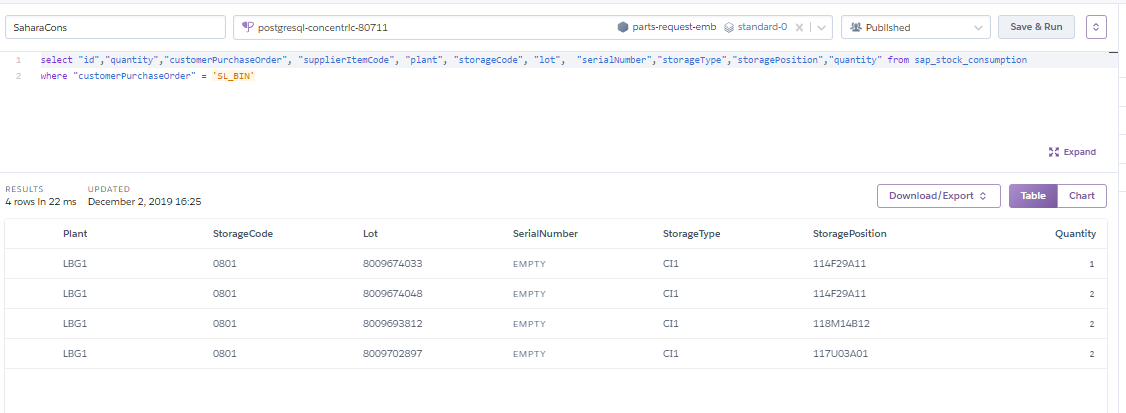 SaharaCons postgresql-concentric-80711 parts-request-emb standard-0 Published Save & Run
1 select "id","quantity","customerPurchaseOrder", "supplierItemCode", "plant", "storageCode", "lot", "serialNumber","storageType","storagePosition","quantity" from sap_stock_consumption
2 where "customerPurchaseOrder" = 'SL_BIN'
Expand
RESULTS UPDATED
4 rows in 22 ms December 2, 2019 16:25
Download/Export Table Chart
Plant StorageCode Lot SerialNumber StorageType StoragePosition Quantity
LBG1 0801 8009674033 EMPTY CI1 114F29A11 1
LBG1 0801 8009674048 EMPTY CI1 114F29A11 2
LBG1 0801 8009693812 EMPTY CI1 118M14B12 2
LBG1 0801 8009702897 EMPTY CI1 117U03A01 2